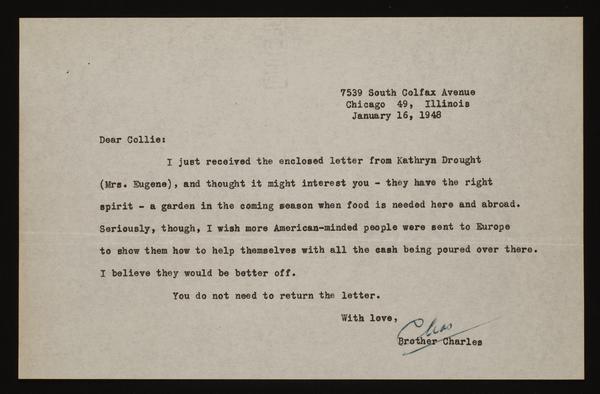 7539 South Colfax Avenue
Chicago 49, Illinois
January 16, 1948
Dear Collie:
I just received the enclosed letter from Kathryn Drought
(Mrs. Eugene), and thought it might interest you - they have the right
spirit - a garden in the coming season when food is needed here and abroad.
Seriously, though, I wish more American-minded people were sent to Europe
to show them how to help themselves with all the cash being poured over there.
I believe they would be better off.
You do not need to return the letter.
With love,
Chas
Brother Charles